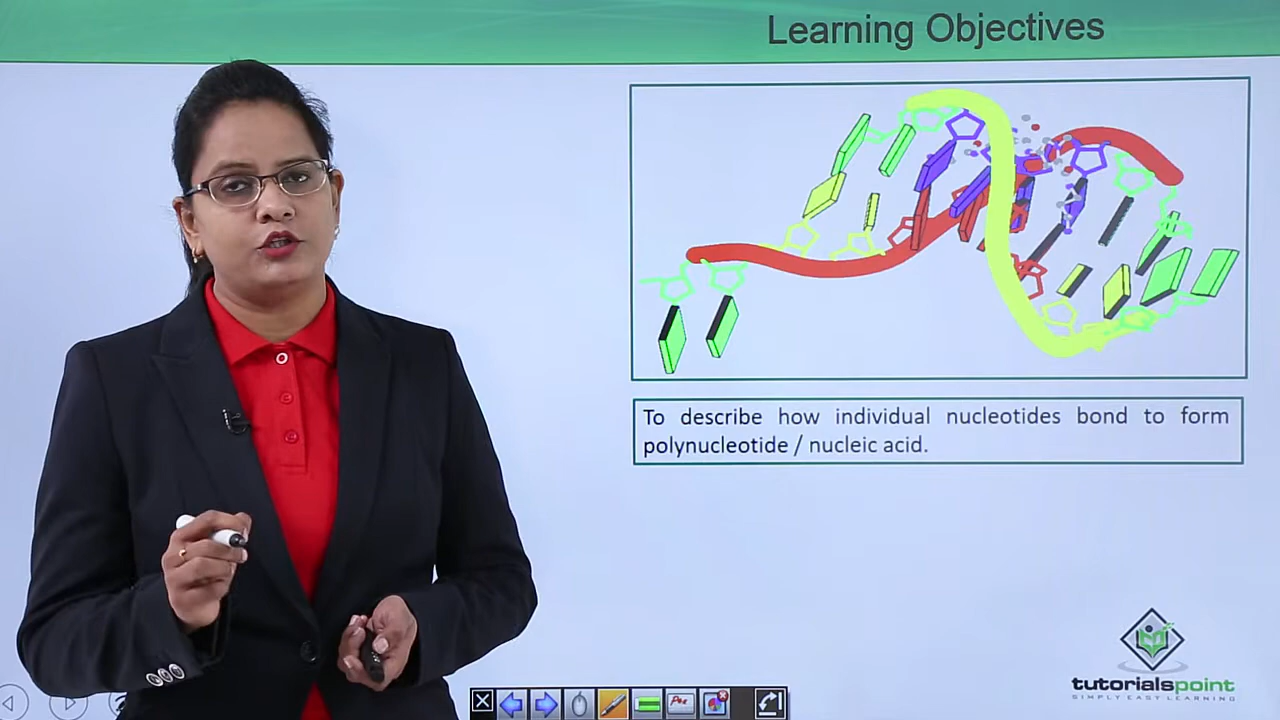 Learning Objectives
To describe how individual nucleotides bond to form
polynucleotide / nucleic acid.
tutorialspoint
SIMPLY EASY LEARNING